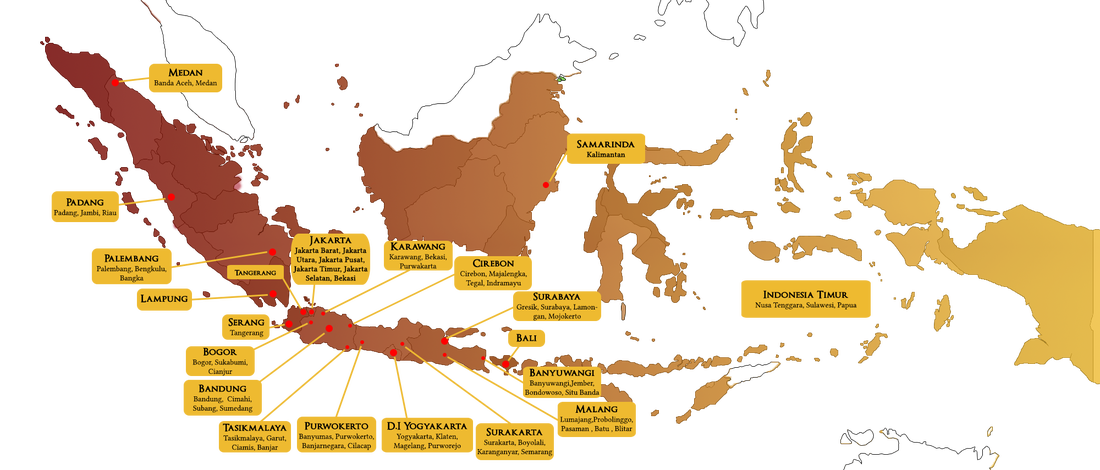 MEDAN
Banda Aceh, Medan
PADANG
Padang, Jambi, Riau
PALEMBANG
Palembang, Bengkulu,
Bangka
TANGERANG
LAMPUNG
JAKARTA
Jakarta Barat, Jakarta
Utara, Jakarta Pusat,
Jakarta Timur, Jakarta
Selatan, Bekasi
KARAWANG
Karawang, Bekasi,
Purwakarta
CIREBON
Cirebon, Majalengka,
Tegal, Indramayu
SAMARINDA
Kalimantan
SURABAYA
Gresik, Surabaya, Lamon-
gan, Mojokerto
INDONESIA TIMUR
Nusa Tenggara, Sulawesi, Papua
SERANG
Tangerang
BALI
BOGOR
Bogor, Sukabumi,
Cianjur
BANYUWANGI
Banyuwangi,Jember,
Bondowoso, Situ Banda
BANDUNG
Bandung, Cimahi,
Subang, Sumedang
MALANG
Lumajang,Probolinggo,
Pasaman , Batu , Blitar
TASIKMALAYA
Tasikmalaya, Garut,
Ciamis, Banjar
PURWOKERTO
Banyumas, Purwokerto,
Banjarnegara, Cilacap
D.I YOGYAKARTA
Yogyakarta, Klaten,
Magelang, Purworejo
SURAKARTA
Surakarta, Boyolali,
Karanganyar, Semarang